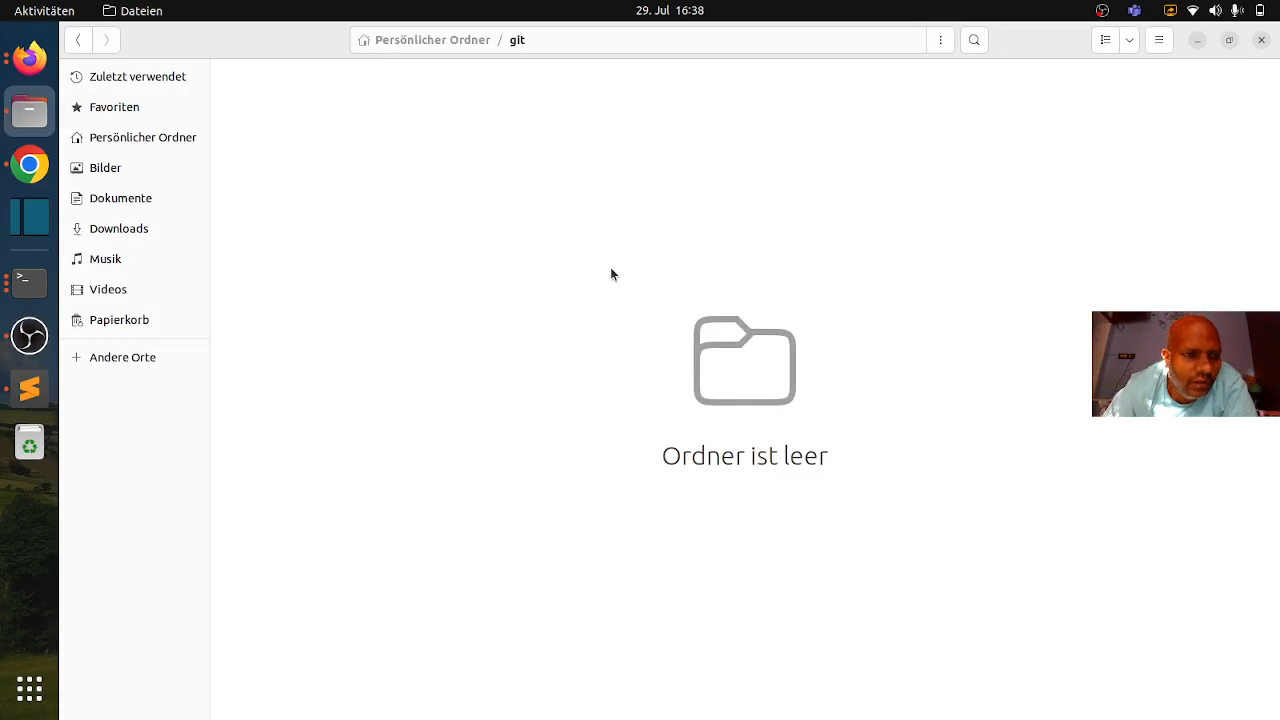 Aktivitäten
Dateien
29. Jul 16:38
Persönlicher Ordner / git
Zuletzt verwendet
Favoriten
Persönlicher Ordner
Bilder
Dokumente
Downloads
Musik
Videos
Papierkorb
Andere Orte
Ordner ist leer